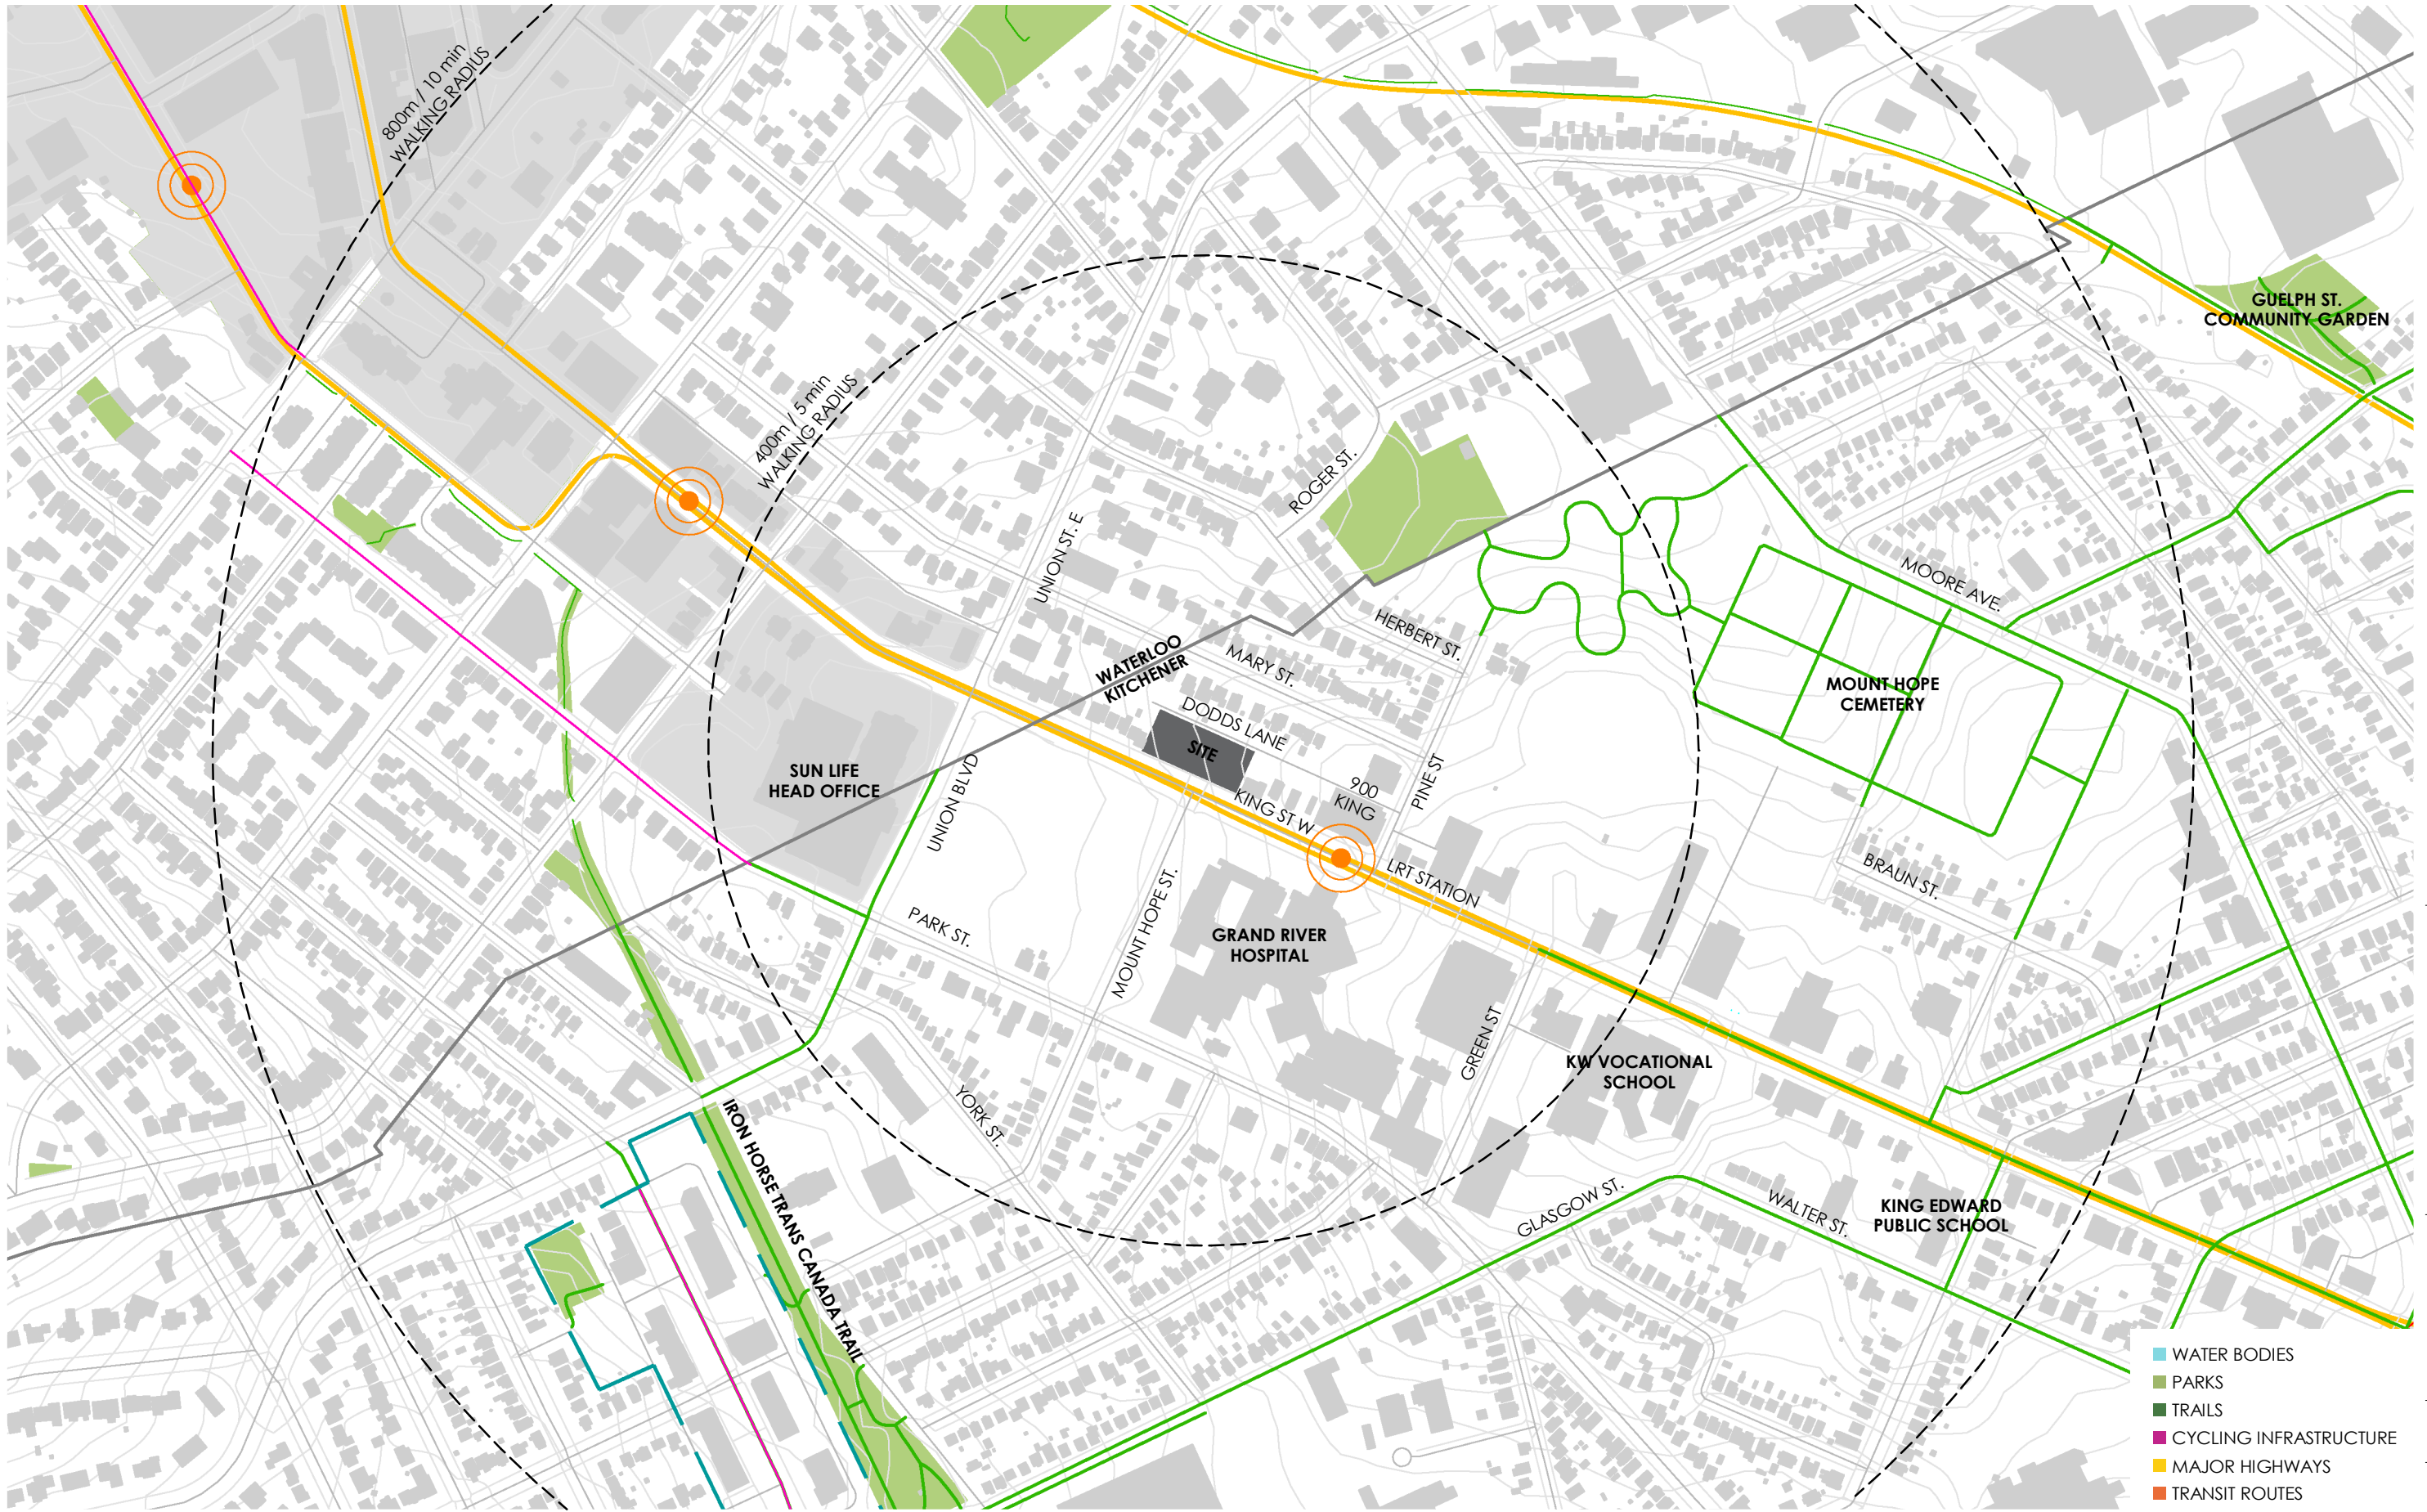 800m / 10 min
WALKING RADIUS
400m / 5 min
WALKING RADIUS
GUELPH ST.
COMMUNITY GARDEN
ROGER ST.
UNION ST. E
MOORE AVE.
HERBERT ST.
WATERLOO
KITCHENER
MARY ST.
MOUNT HOPE
CEMETERY
DODDS LANE
SITE
SUN LIFE
HEAD OFFICE
UNION BLVD
900
KING
PINE ST
KING ST W
LRT STATION
BRAUN ST.
PARK ST.
MOUNT HOPE ST.
GRAND RIVER
HOSPITAL
GREEN ST
KW VOCATIONAL
SCHOOL
YORK ST.
IRON HORSE TRANS CANADA TRAIL
GLASGOW ST.
WALTER ST.
KING EDWARD
PUBLIC SCHOOL
WATER BODIES
PARKS
TRAILS
CYCLING INFRASTRUCTURE
MAJOR HIGHWAYS
TRANSIT ROUTES